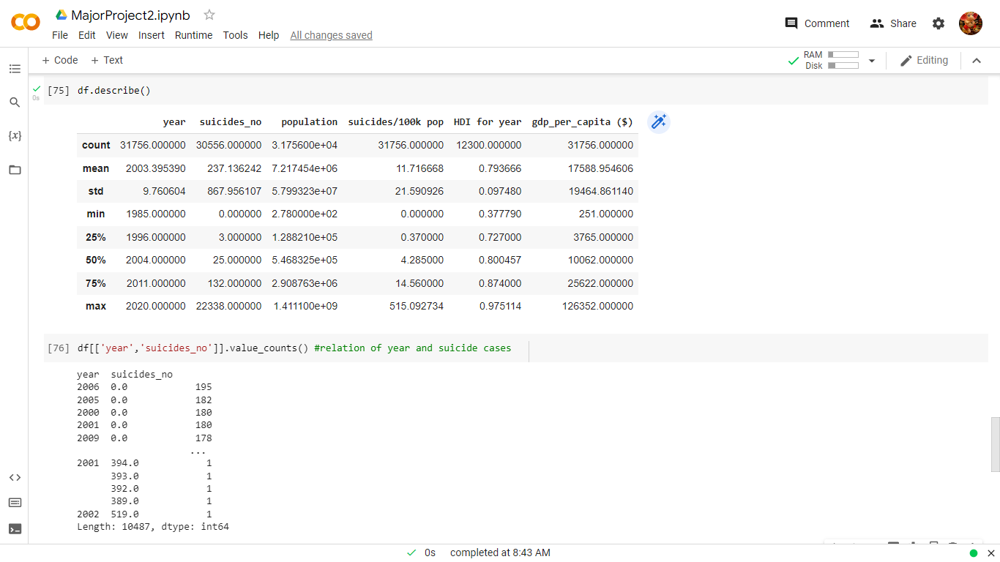 MajorProject2.ipynb
Comment
Share
File Edit View Insert Runtime Tools Help All changes saved
+ Code + Text
RAM
Disk
Editing
0s
[75] df.describe()
year suicides_no population suicides/100k pop HDI for year gdp_per_capita ($)
count 31756.000000 30556.000000 3.175600e+04 31756.000000 12300.000000 31756.000000
mean 2003.395390 237.136242 7.217454e+06 11.716668 0.793666 17588.954606
std 9.760604 867.956107 5.799323e+07 21.590926 0.097480 19464.861140
min 1985.000000 0.000000 2.780000e+02 0.000000 0.377790 251.000000
25% 1996.000000 3.000000 1.288210e+05 0.370000 0.727000 3765.000000
50% 2004.000000 25.000000 5.468325e+05 4.285000 0.800457 10062.000000
75% 2011.000000 132.000000 2.908763e+06 14.560000 0.874000 25622.000000
max 2020.000000 22338.000000 1.411100e+09 515.092734 0.975114 126352.000000
{x}
[76] df[['year','suicides_no']].value_counts() #relation of year and suicide cases
year suicides_no
2006 0.0 195
2005 0.0 182
2000 0.0 180
2001 0.0 180
2009 0.0 178
...
2001 394.0 1
393.0 1
392.0 1
389.0 1
2002 519.0 1
Length: 10487, dtype: int64
0s completed at 8:43 AM